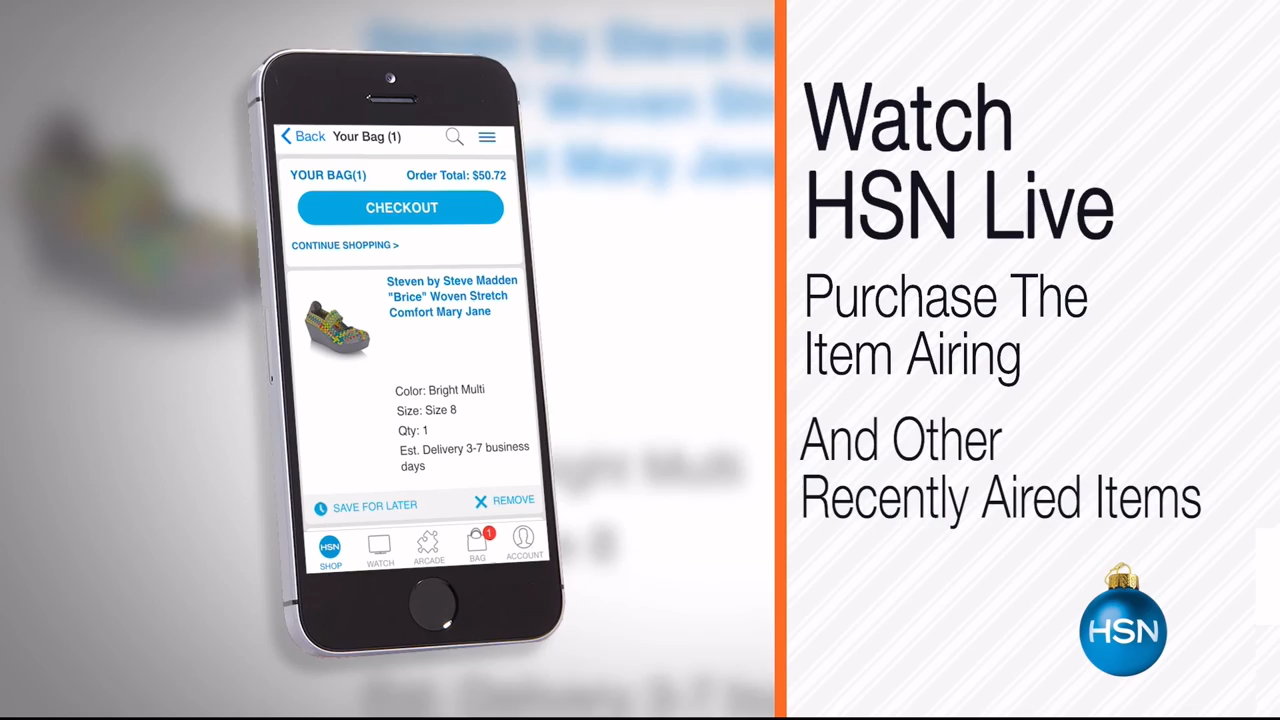 Back Your Bag (1)
YOUR BAG(1) Order Total: $50.72
CHECKOUT
CONTINUE SHOPPING >
Steven by Steve Madden
"Brice" Woven Stretch
Comfort Mary Jane
Color: Bright Multi
Size: Size 8
Qty: 1
Est. Delivery 3-7 business
days
SAVE FOR LATER REMOVE
HSN 1
SHOP WATCH ARCADE BAG ACCOUNT
Watch
HSN Live
Purchase The
Item Airing
And Other
Recently Aired Items
HSN